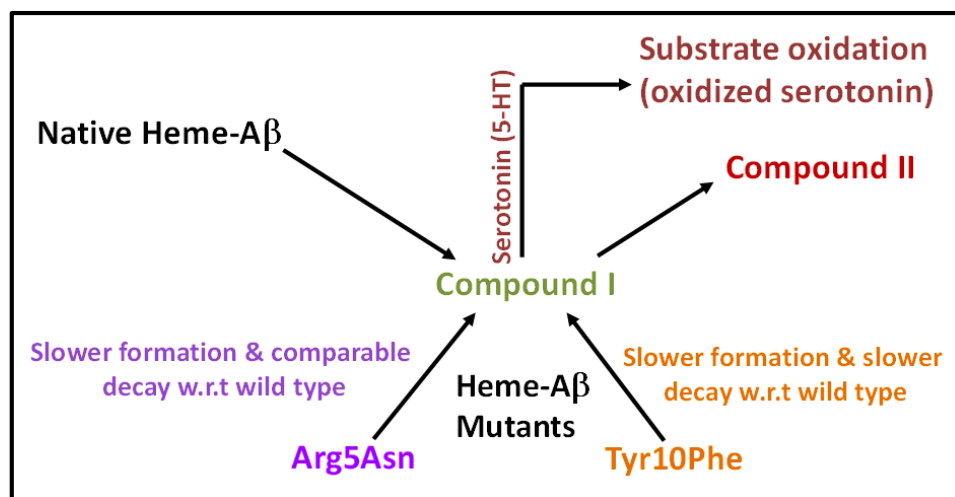 Substrate oxidation
(oxidized serotonin)
Native Heme-Aβ
Serotonin (5-HT)
Compound II
Compound I
Slower formation & comparable
decay w.r.t wild type
Heme-Aβ
Mutants
Slower formation & slower
decay w.r.t wild type
Arg5Asn
Tyr10Phe